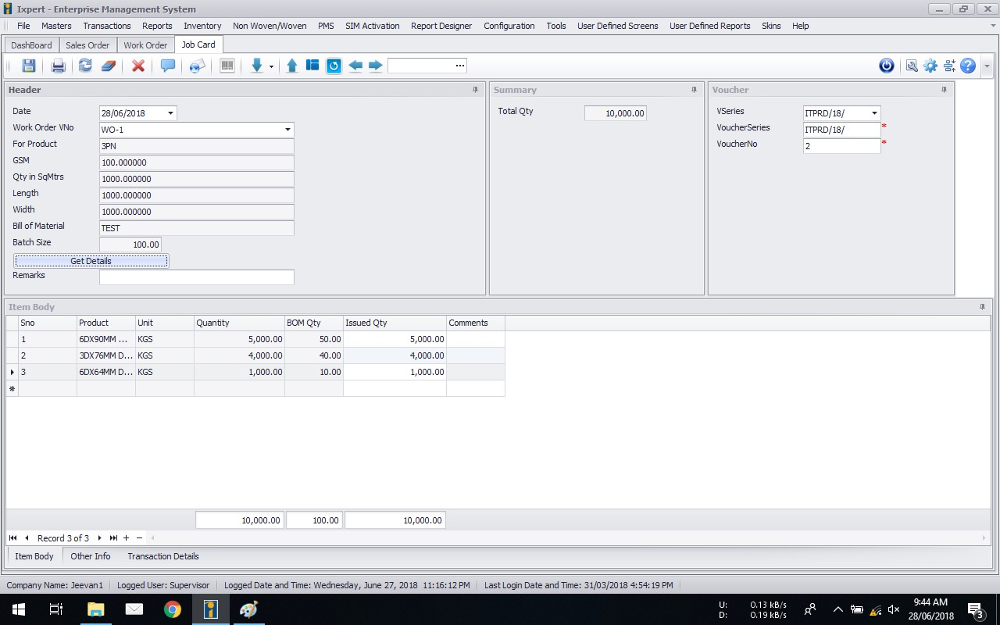 Ixpert - Enterprise Management System
File Masters Transactions Reports Inventory Non Woven/Woven PMS SIM Activation Report Designer Configuration Tools User Defined Screens User Defined Reports Skins Help
DashBoard Sales Order Work Order Job Card
Header
Date 28/06/2018
Work Order VNo WO-1
For Product 3PN
GSM 100.000000
Qty in SqMtrs 1000.000000
Length 1000.000000
Width 1000.000000
Bill of Material TEST
Batch Size 100.00
Get Details
Remarks
Summary
Total Qty 10,000.00
Voucher
VSeries ITPRD/18/
VoucherSeries ITPRD/18/ *
VoucherNo 2 *
Item Body
Sno Product Unit Quantity BOM Qty Issued Qty Comments
1 6DX90MM ... KGS 5,000.00 50.00 5,000.00
2 3DX76MM D... KGS 4,000.00 40.00 4,000.00
3 6DX64MM D... KGS 1,000.00 10.00 1,000.00
10,000.00 100.00 10,000.00
Record 3 of 3
Item Body Other Info Transaction Details
Company Name: Jeevan1 Logged User: Supervisor Logged Date and Time: Wednesday, June 27, 2018 11:16:12 PM Last Login Date and Time: 31/03/2018 4:54:19 PM
U: 0.13 kB/s
D: 0.19 kB/s
9:44 AM
28/06/2018
3